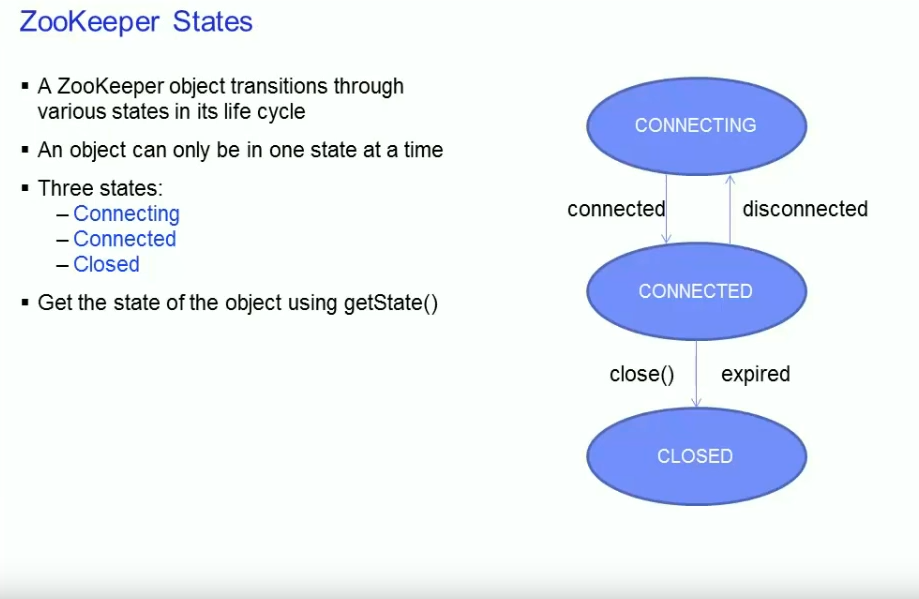 ZooKeeper States
▪ A ZooKeeper object transitions through
various states in its life cycle
▪ An object can only be in one state at a time
▪ Three states:
– Connecting
– Connected
– Closed
▪ Get the state of the object using getState()
CONNECTING
connected disconnected
CONNECTED
close() expired
CLOSED